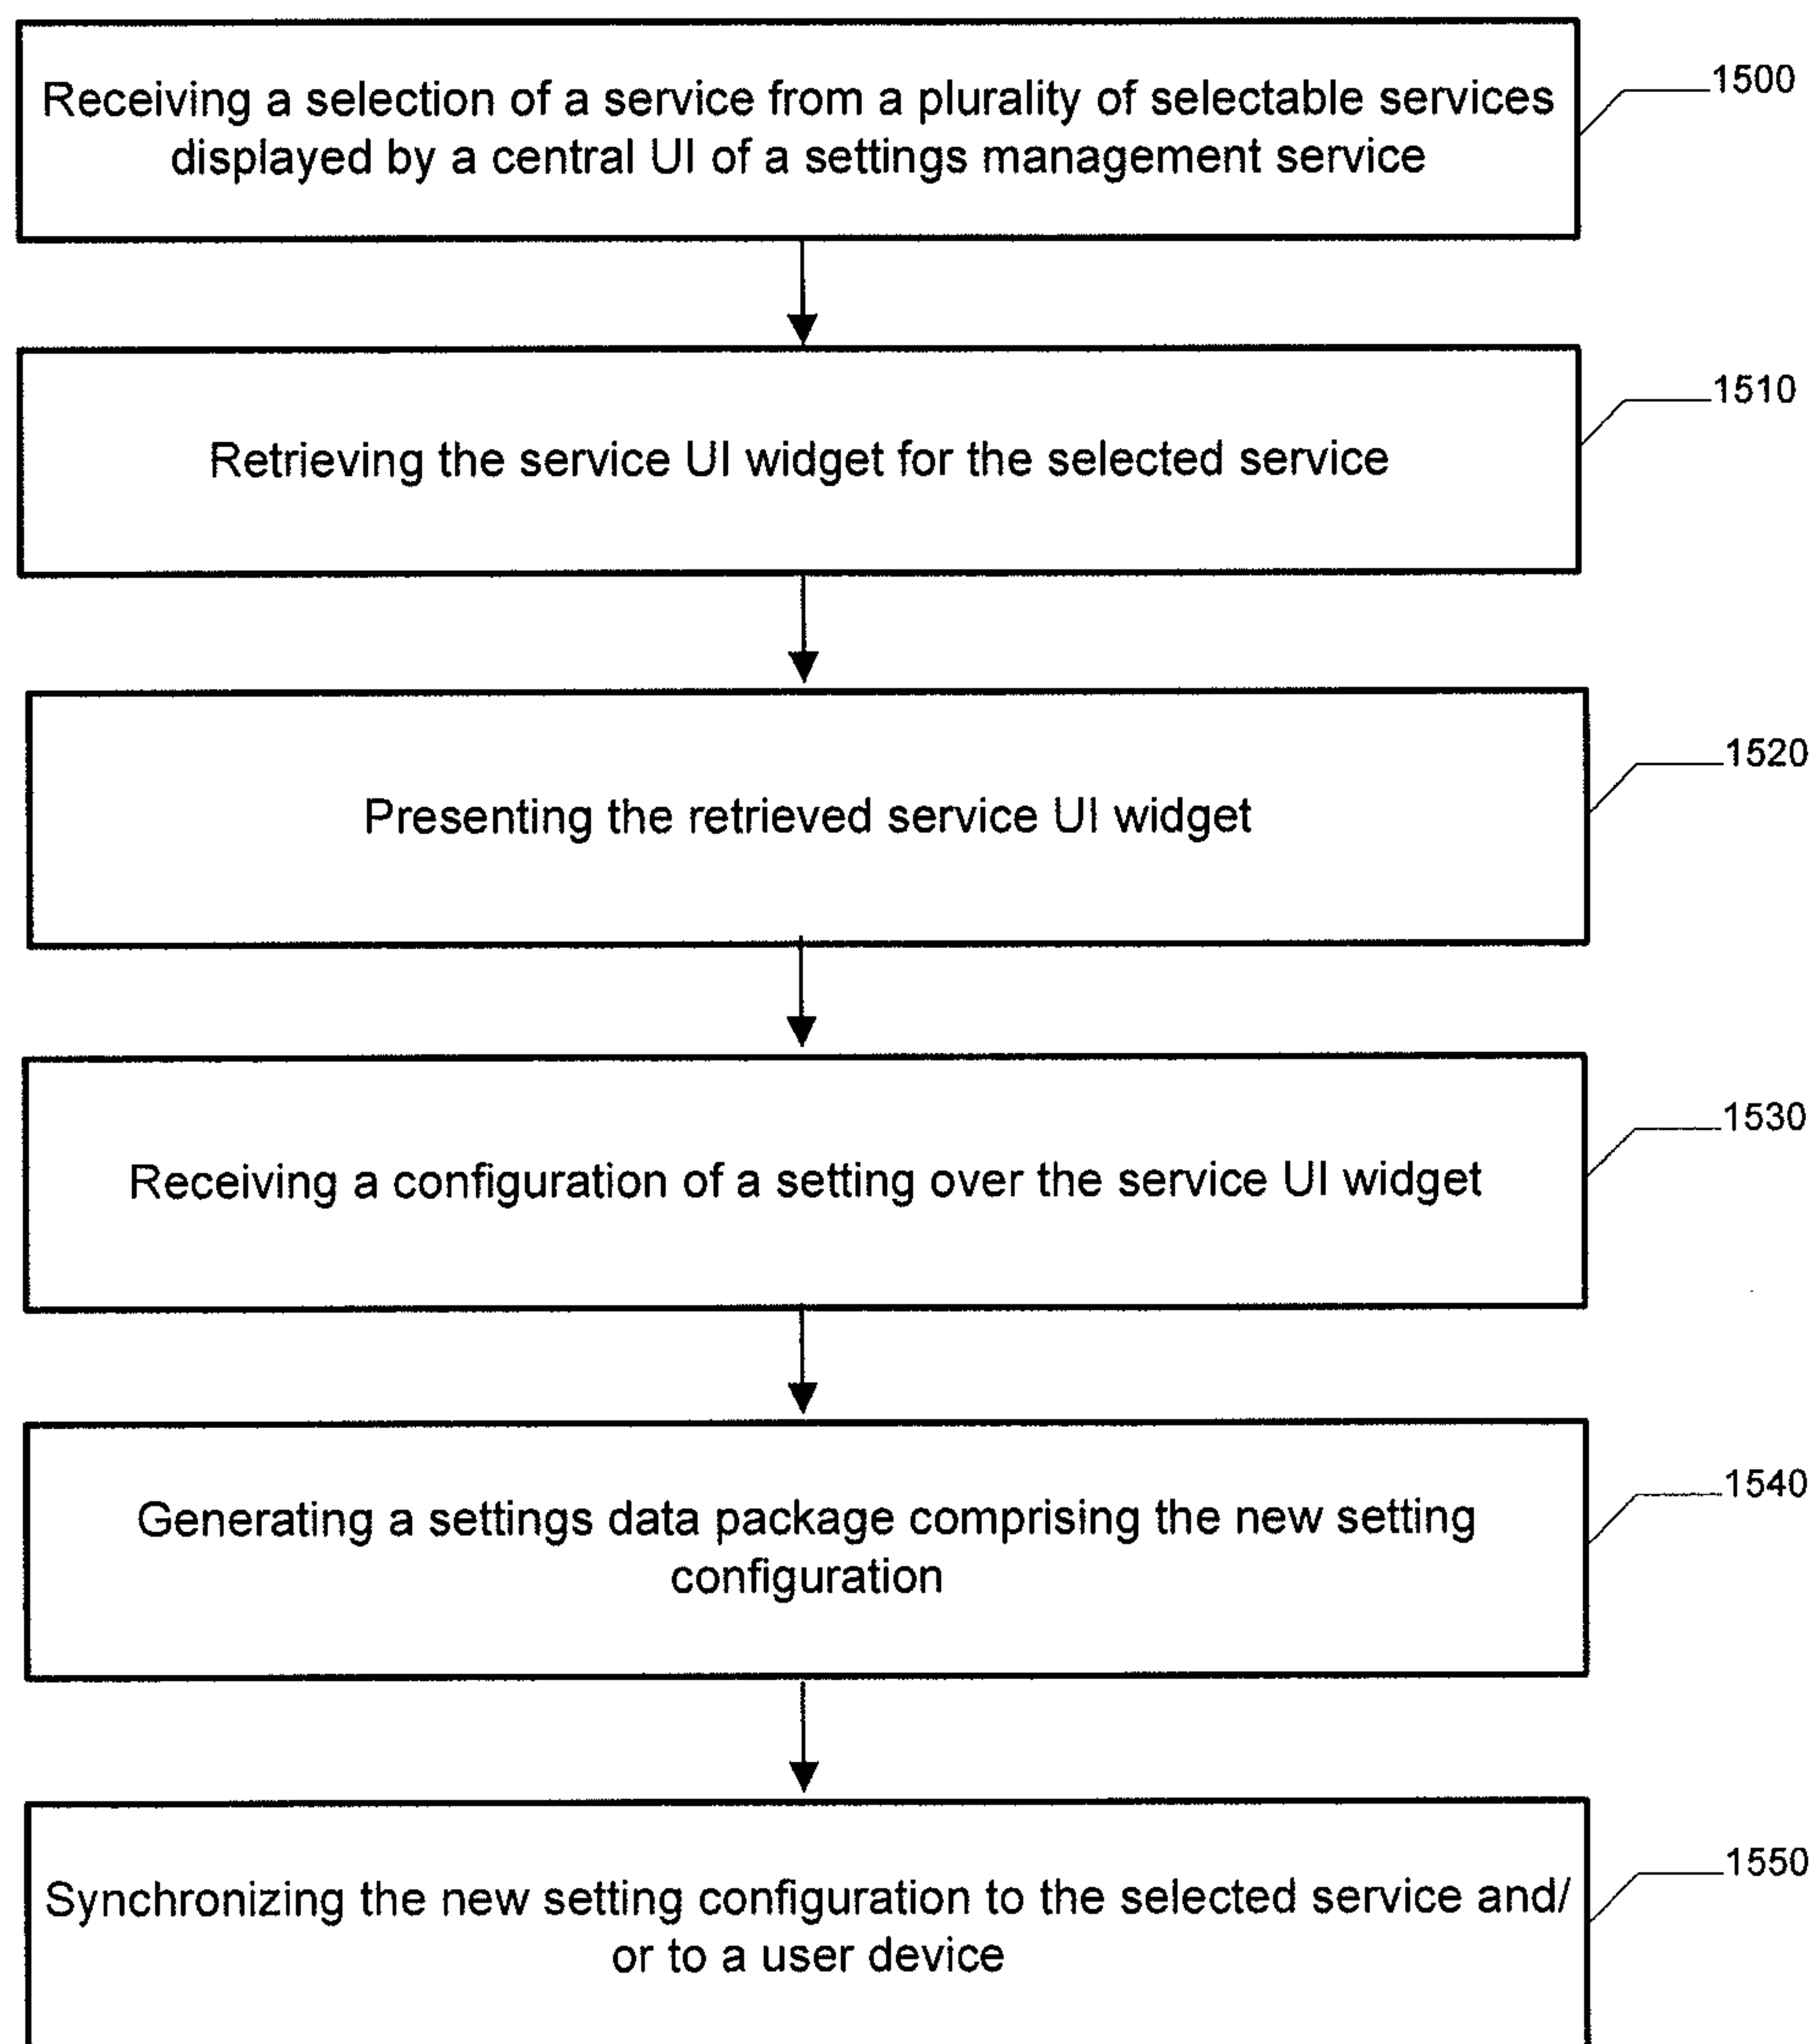 Receiving a selection of a service from a plurality of selectable services
displayed by a central UI of a settings management service
1500
Retrieving the service UI widget for the selected service
1510
Presenting the retrieved service UI widget
1520
Receiving a configuration of a setting over the service UI widget
1530
Generating a settings data package comprising the new setting
configuration
1540
Synchronizing the new setting configuration to the selected service and/
or to a user device
1550